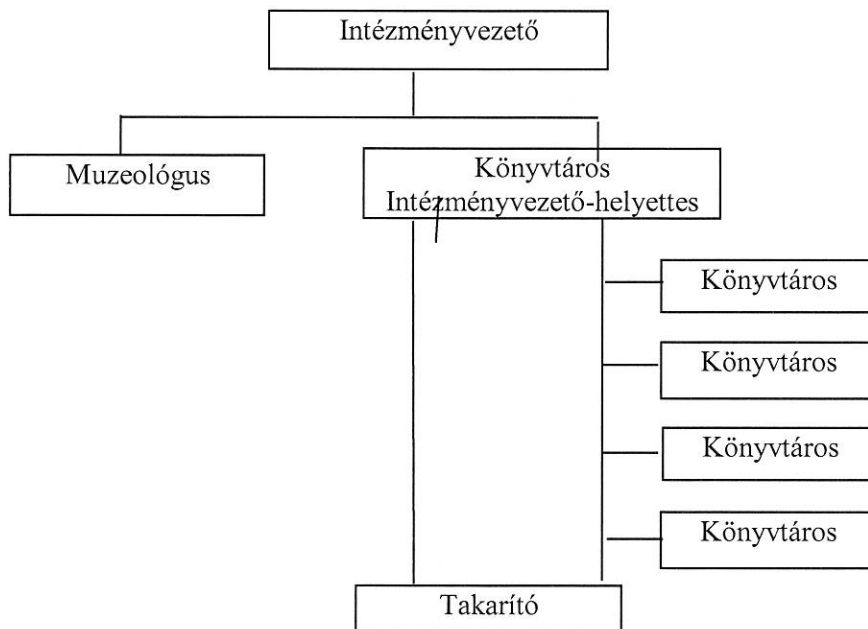 Intézményvezető
Muzeológus
Könyvtáros
Intézményvezető-helyettes
Könyvtáros
Könyvtáros
Könyvtáros
Könyvtáros
Takarító